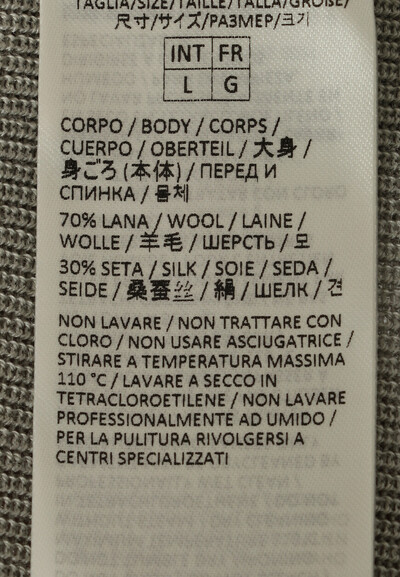 TAGLIA/SIZE/TAILLE/TALLA/GRÖßE/
尺寸/サイズ/РАЗМЕР/크기
INT FR
L G
CORPO / BODY / CORPS /
CUERPO / OBERTEIL / 大身 /
身ごろ (本体) / ПЕРЕД И
СПИНКА / 몸체
70% LANA / WOOL / LAINE /
WOLLE / 羊毛 / ШЕРСТЬ / 모
30% SETA / SILK / SOIE / SEDA /
SEIDE / 桑蚕丝 / 絹 / ШЕЛК / 견
NON LAVARE / NON TRATTARE CON
CLORO / NON USARE ASCIUGATRICE /
STIRARE A TEMPERATURA MASSIMA
110 °C / LAVARE A SECCO IN
TETRACLOROETILENE / NON LAVARE
PROFESSIONALMENTE AD UMIDO /
PER LA PULITURA RIVOLGERSI A
CENTRI SPECIALIZZATI